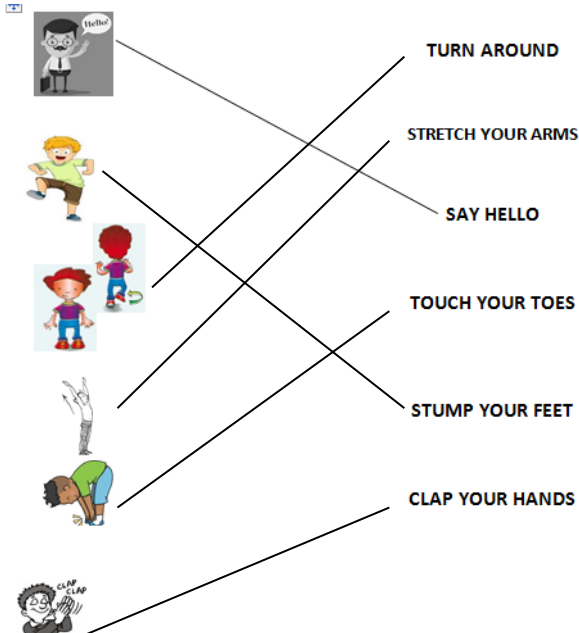 Hello!
TURN AROUND
STRETCH YOUR ARMS
SAY HELLO
TOUCH YOUR TOES
STUMP YOUR FEET
CLAP YOUR HANDS
CLAP
CLAP